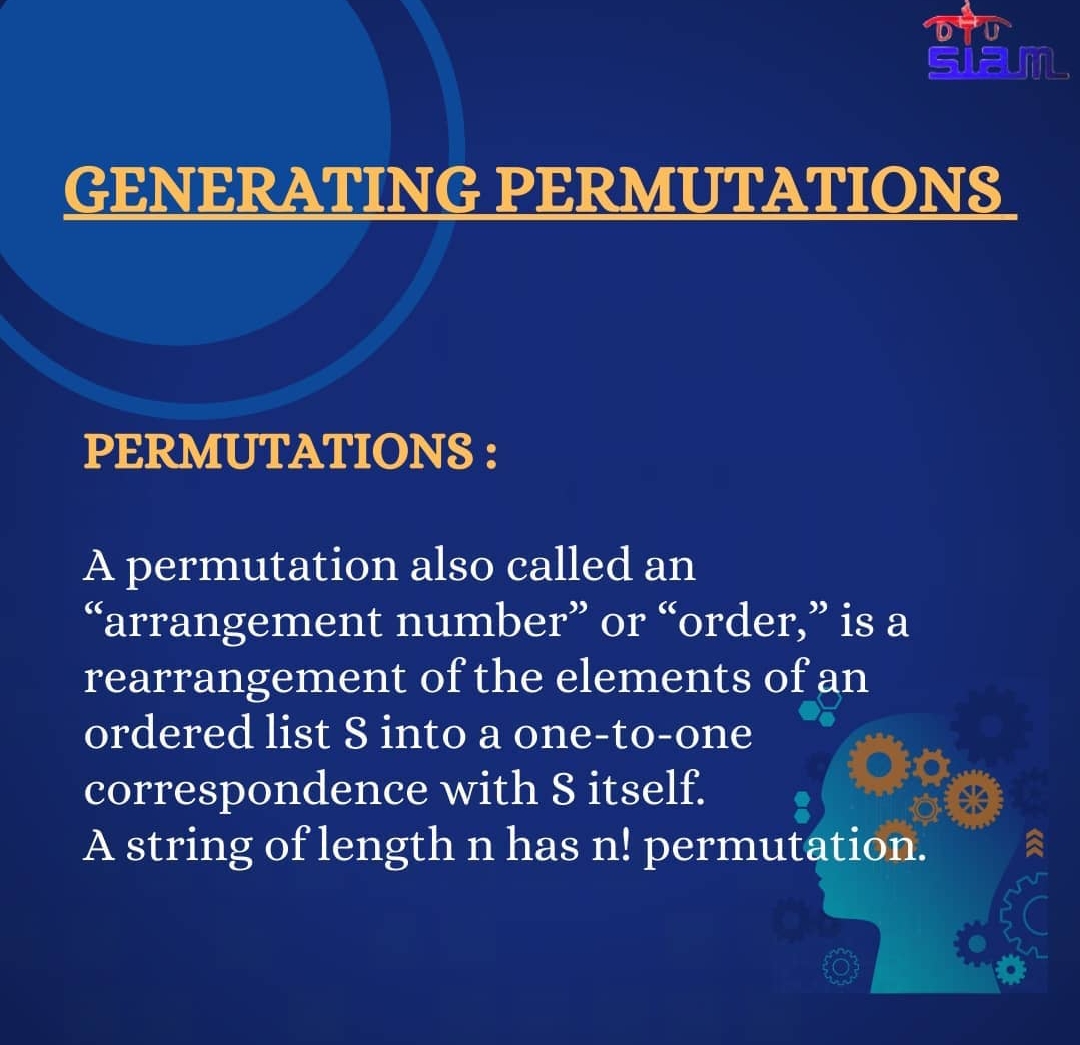 DTU
SIAM
GENERATING PERMUTATIONS
PERMUTATIONS :
A permutation also called an
“arrangement number” or “order,” is a
rearrangement of the elements of an
ordered list S into a one-to-one
correspondence with S itself.
A string of length n has n! permutation.